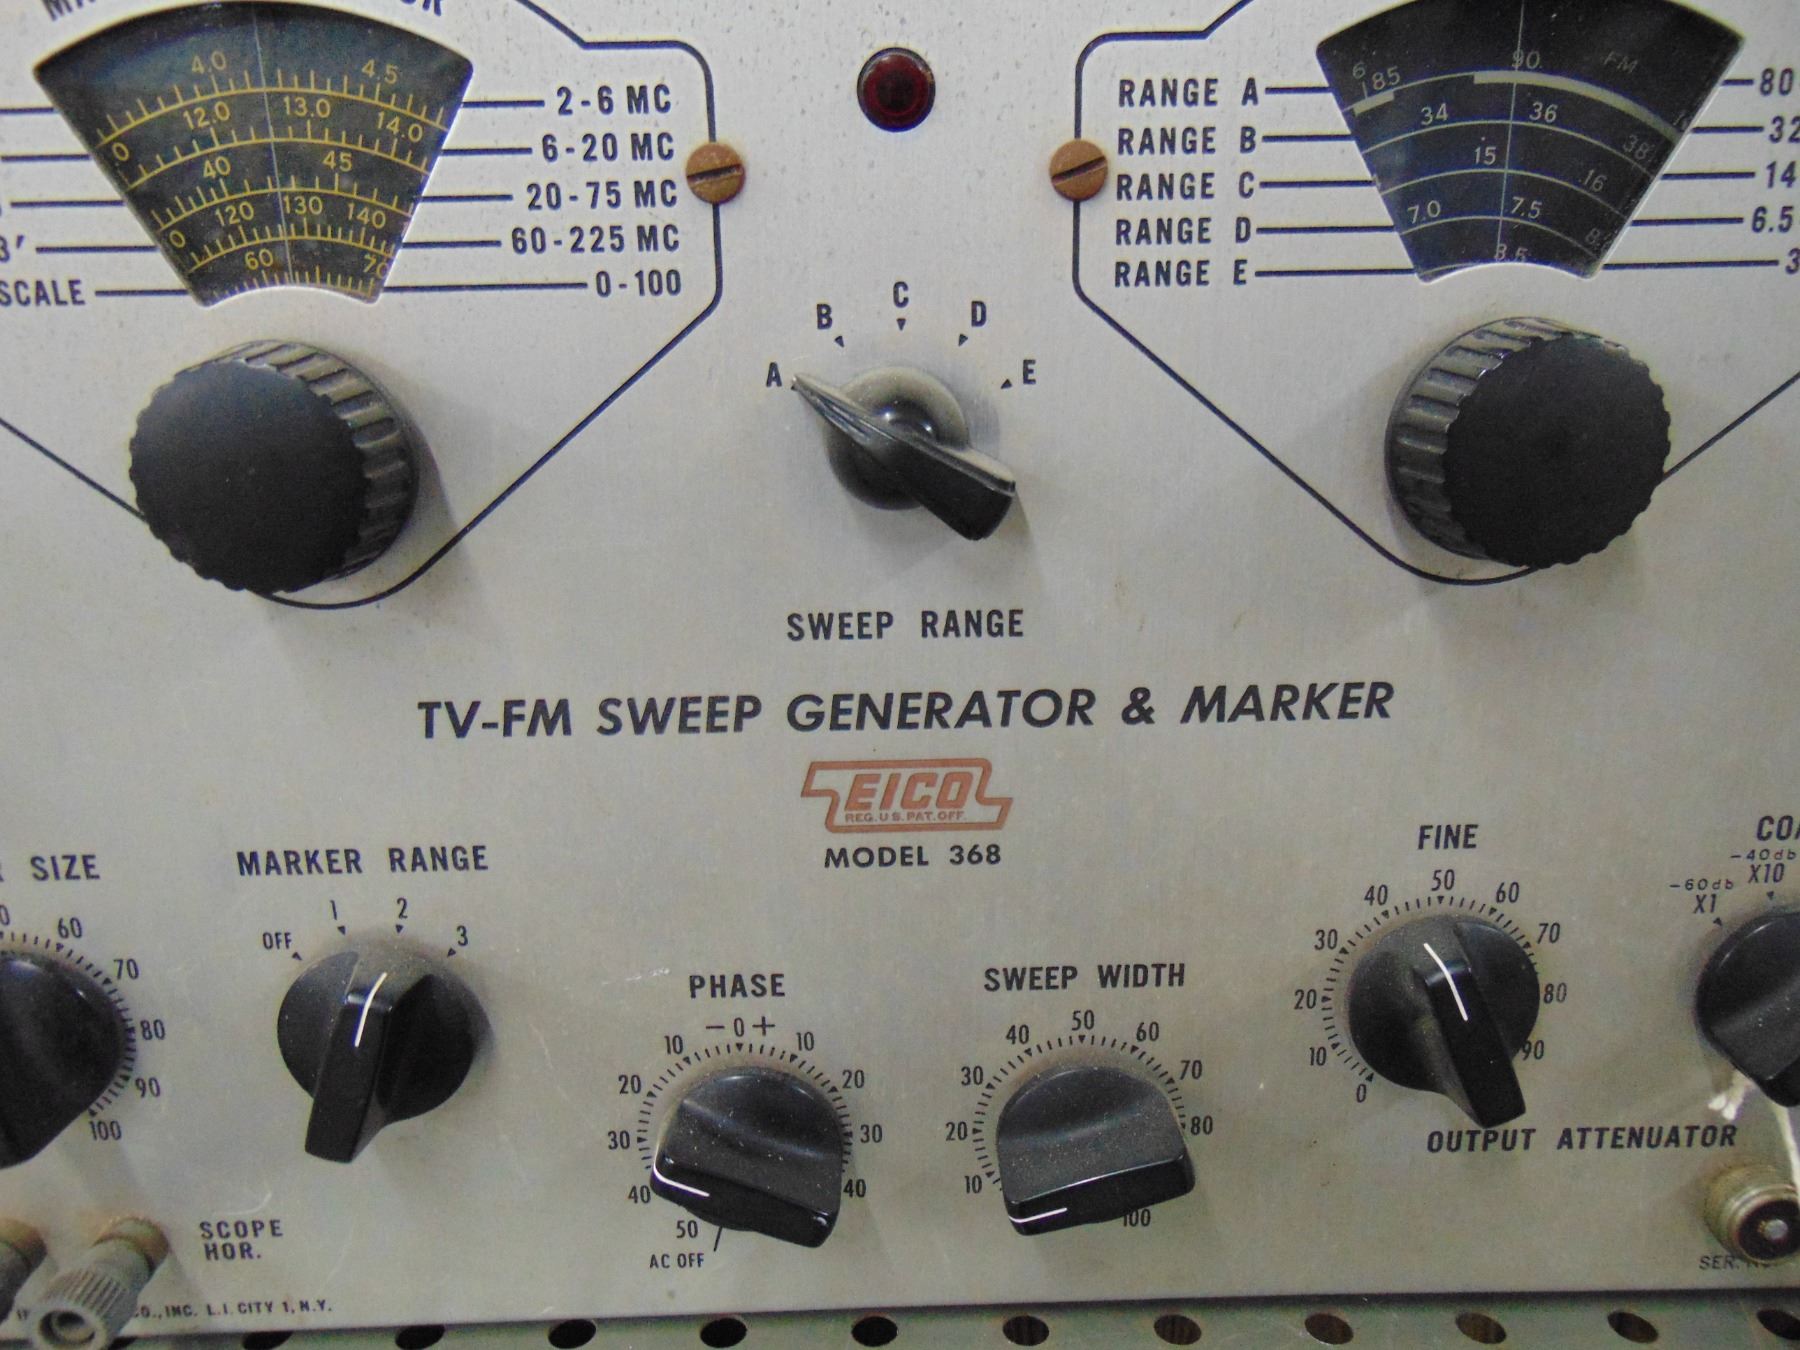 4.0 4.5
12.0 13.0 14.0
40 45
120 130 140
60 70
2-6 MC
6-20 MC
20-75 MC
60-225 MC
SCALE
0-100
RANGE A
RANGE B
RANGE C
RANGE D
RANGE E
85 90 FM
34 36 38
15 16
7.0 7.5
8.5
80
32
14
6.5
3
A B C D E
SWEEP RANGE
TV-FM SWEEP GENERATOR & MARKER
EICO
REG. U.S. PAT. OFF.
MODEL 368
SIZE
60
70
80
90
100
MARKER RANGE
OFF 1 2 3
PHASE
- 0 +
10 10
20 20
30 30
40 40
50
AC OFF
SWEEP WIDTH
50
40 60
30 70
20 80
10
100
FINE
50
40 60
30 70
20 80
10 90
0
-40db
X10
-60db
X1
OUTPUT ATTENUATOR
SCOPE
HOR.
INC. L.I. CITY 1, N.Y.
SER.